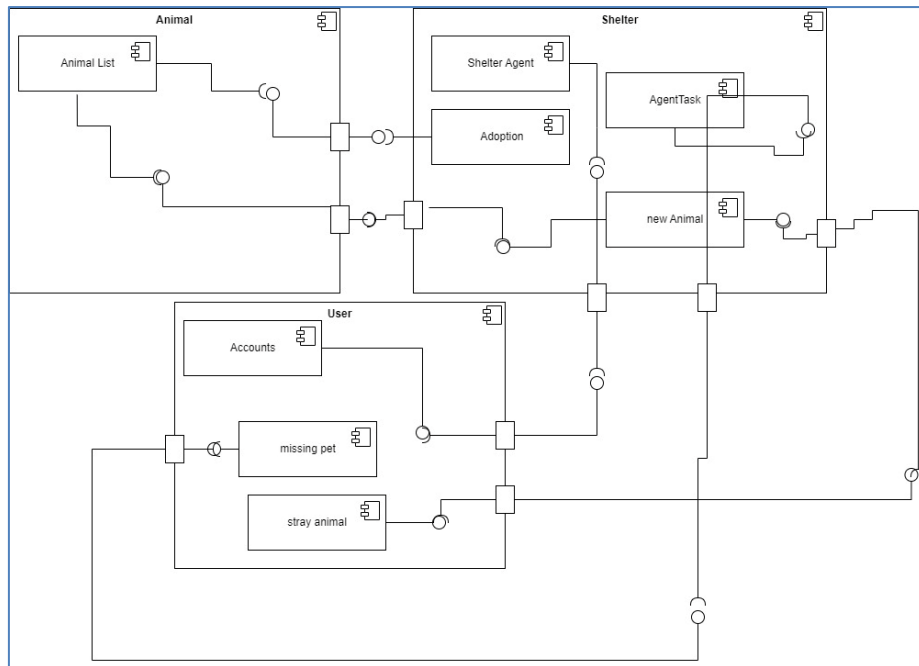 Animal
Shelter
Animal List
Shelter Agent
AgentTask
Adoption
new Animal
User
Accounts
missing pet
stray animal